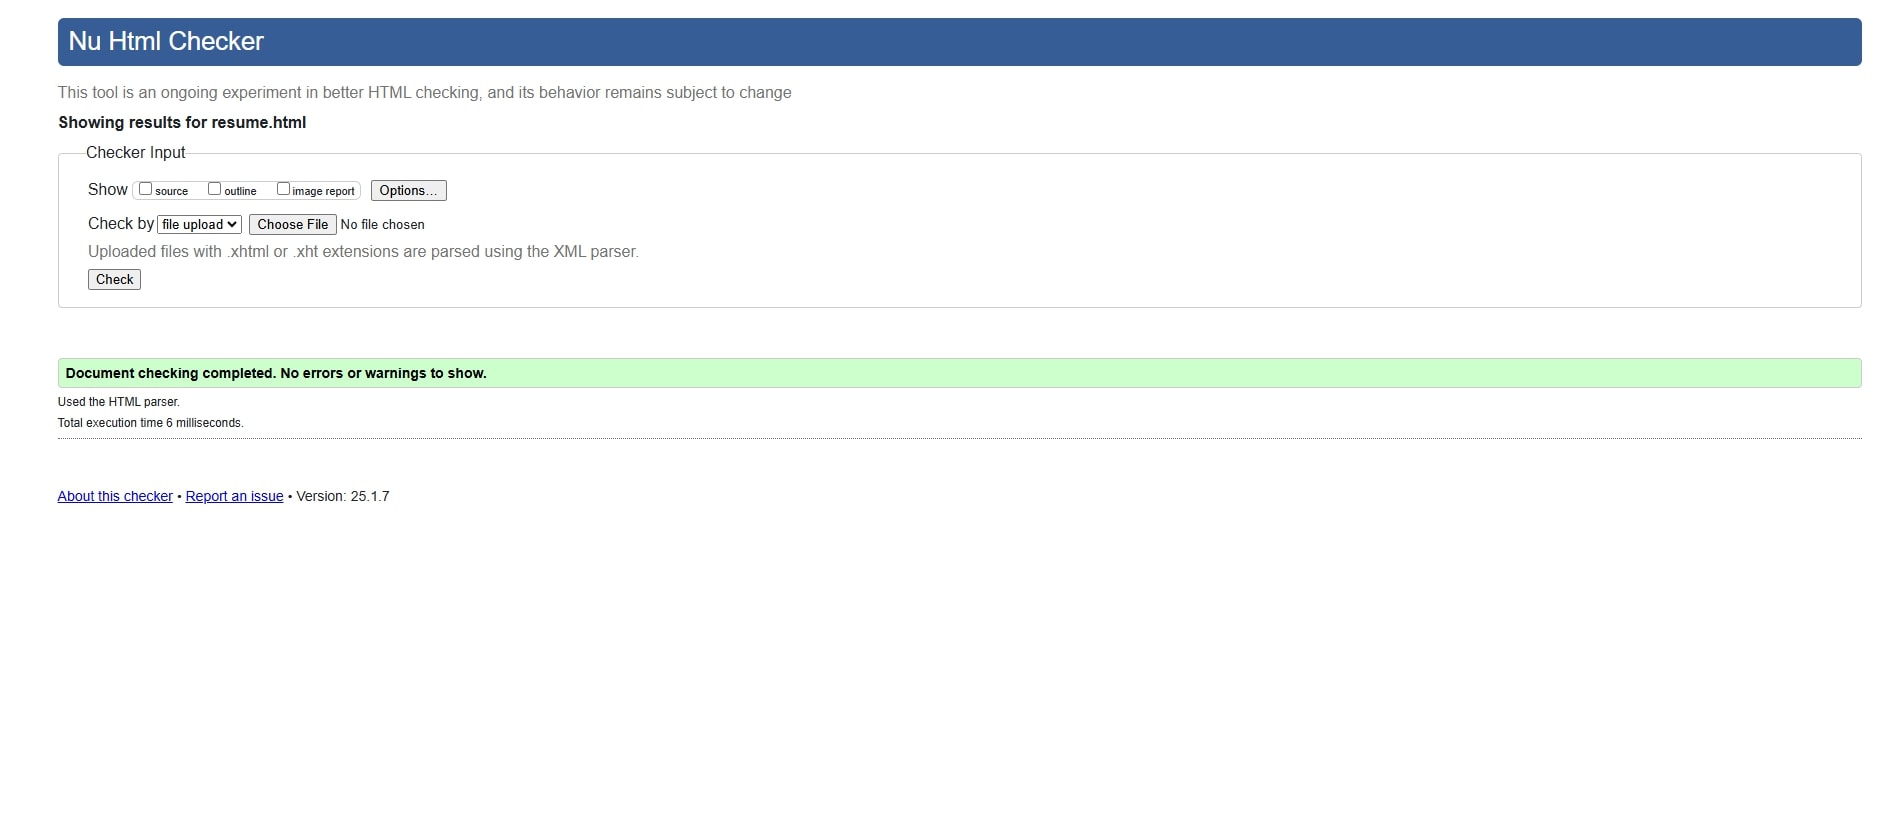 Nu Html Checker
This tool is an ongoing experiment in better HTML checking, and its behavior remains subject to change
Showing results for resume.html
Checker Input
Show source outline image report Options...
Check by file upload Choose File No file chosen
Uploaded files with .xhtml or .xht extensions are parsed using the XML parser.
Check
Document checking completed. No errors or warnings to show.
Used the HTML parser.
Total execution time 6 milliseconds.
About this checker • Report an issue • Version: 25.1.7